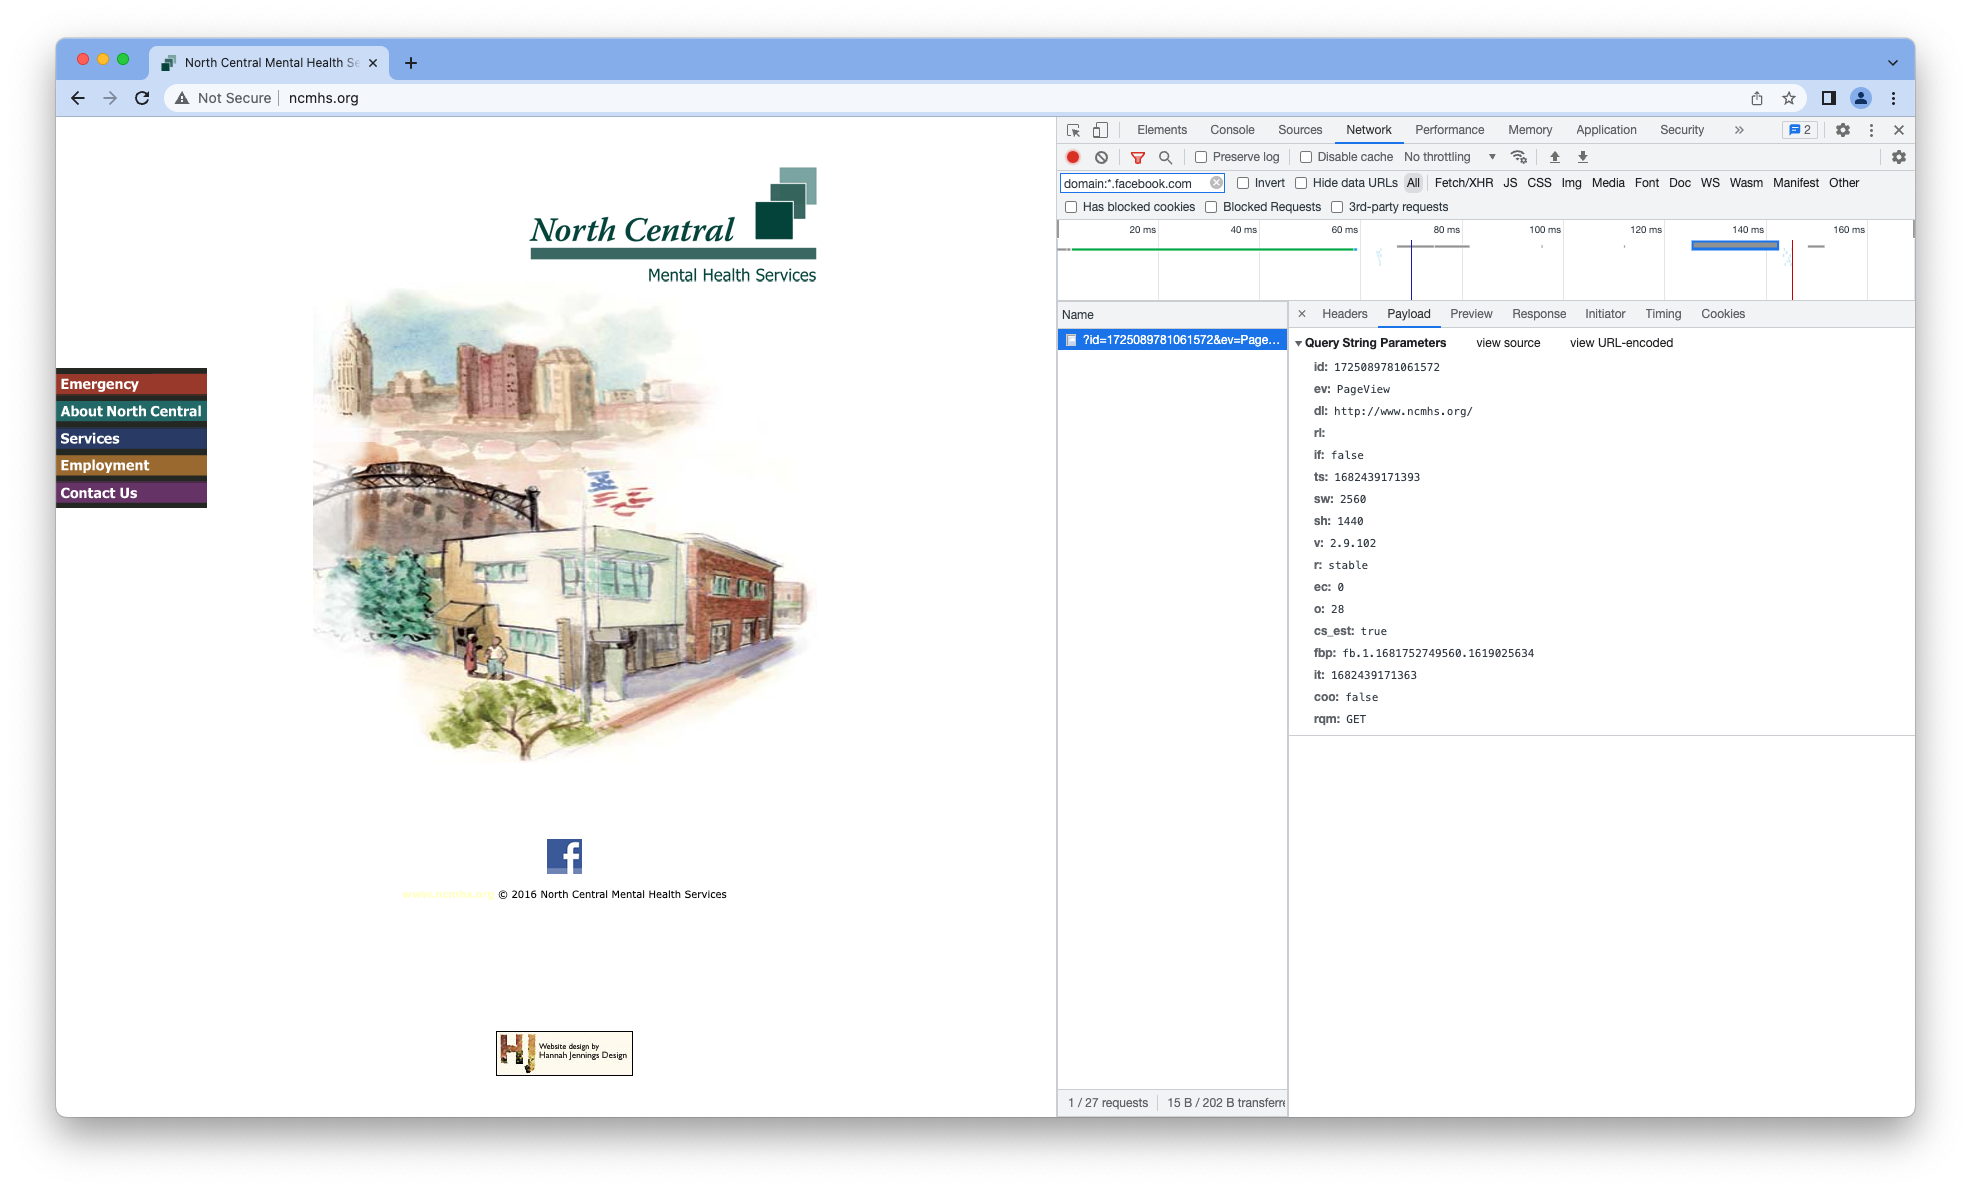 North Central Mental Health Se
Not Secure ncmhs.org
North Central
Mental Health Services
Emergency
About North Central
Services
Employment
Contact Us
www.ncmhs.org © 2016 North Central Mental Health Services
HJ
Website design by
Hannah Jennings Design
Elements Console Sources Network Performance Memory Application Security » 2
Preserve log Disable cache No throttling
domain:*.facebook.com Invert Hide data URLs All Fetch/XHR JS CSS Img Media Font Doc WS Wasm Manifest Other
Has blocked cookies Blocked Requests 3rd-party requests
20 ms 40 ms 60 ms 80 ms 100 ms 120 ms 140 ms 160 ms
Name
?id=1725089781061572&ev=Page...
1 / 27 requests 15 B / 202 B transferre
Headers Payload Preview Response Initiator Timing Cookies
Query String Parameters view source view URL-encoded
id: 1725089781061572
ev: PageView
dl: http://www.ncmhs.org/
rl:
if: false
ts: 1682439171393
sw: 2560
sh: 1440
v: 2.9.102
r: stable
ec: 0
o: 28
cs_est: true
fbp: fb.1.1681752749560.1619025634
it: 1682439171363
coo: false
rqm: GET